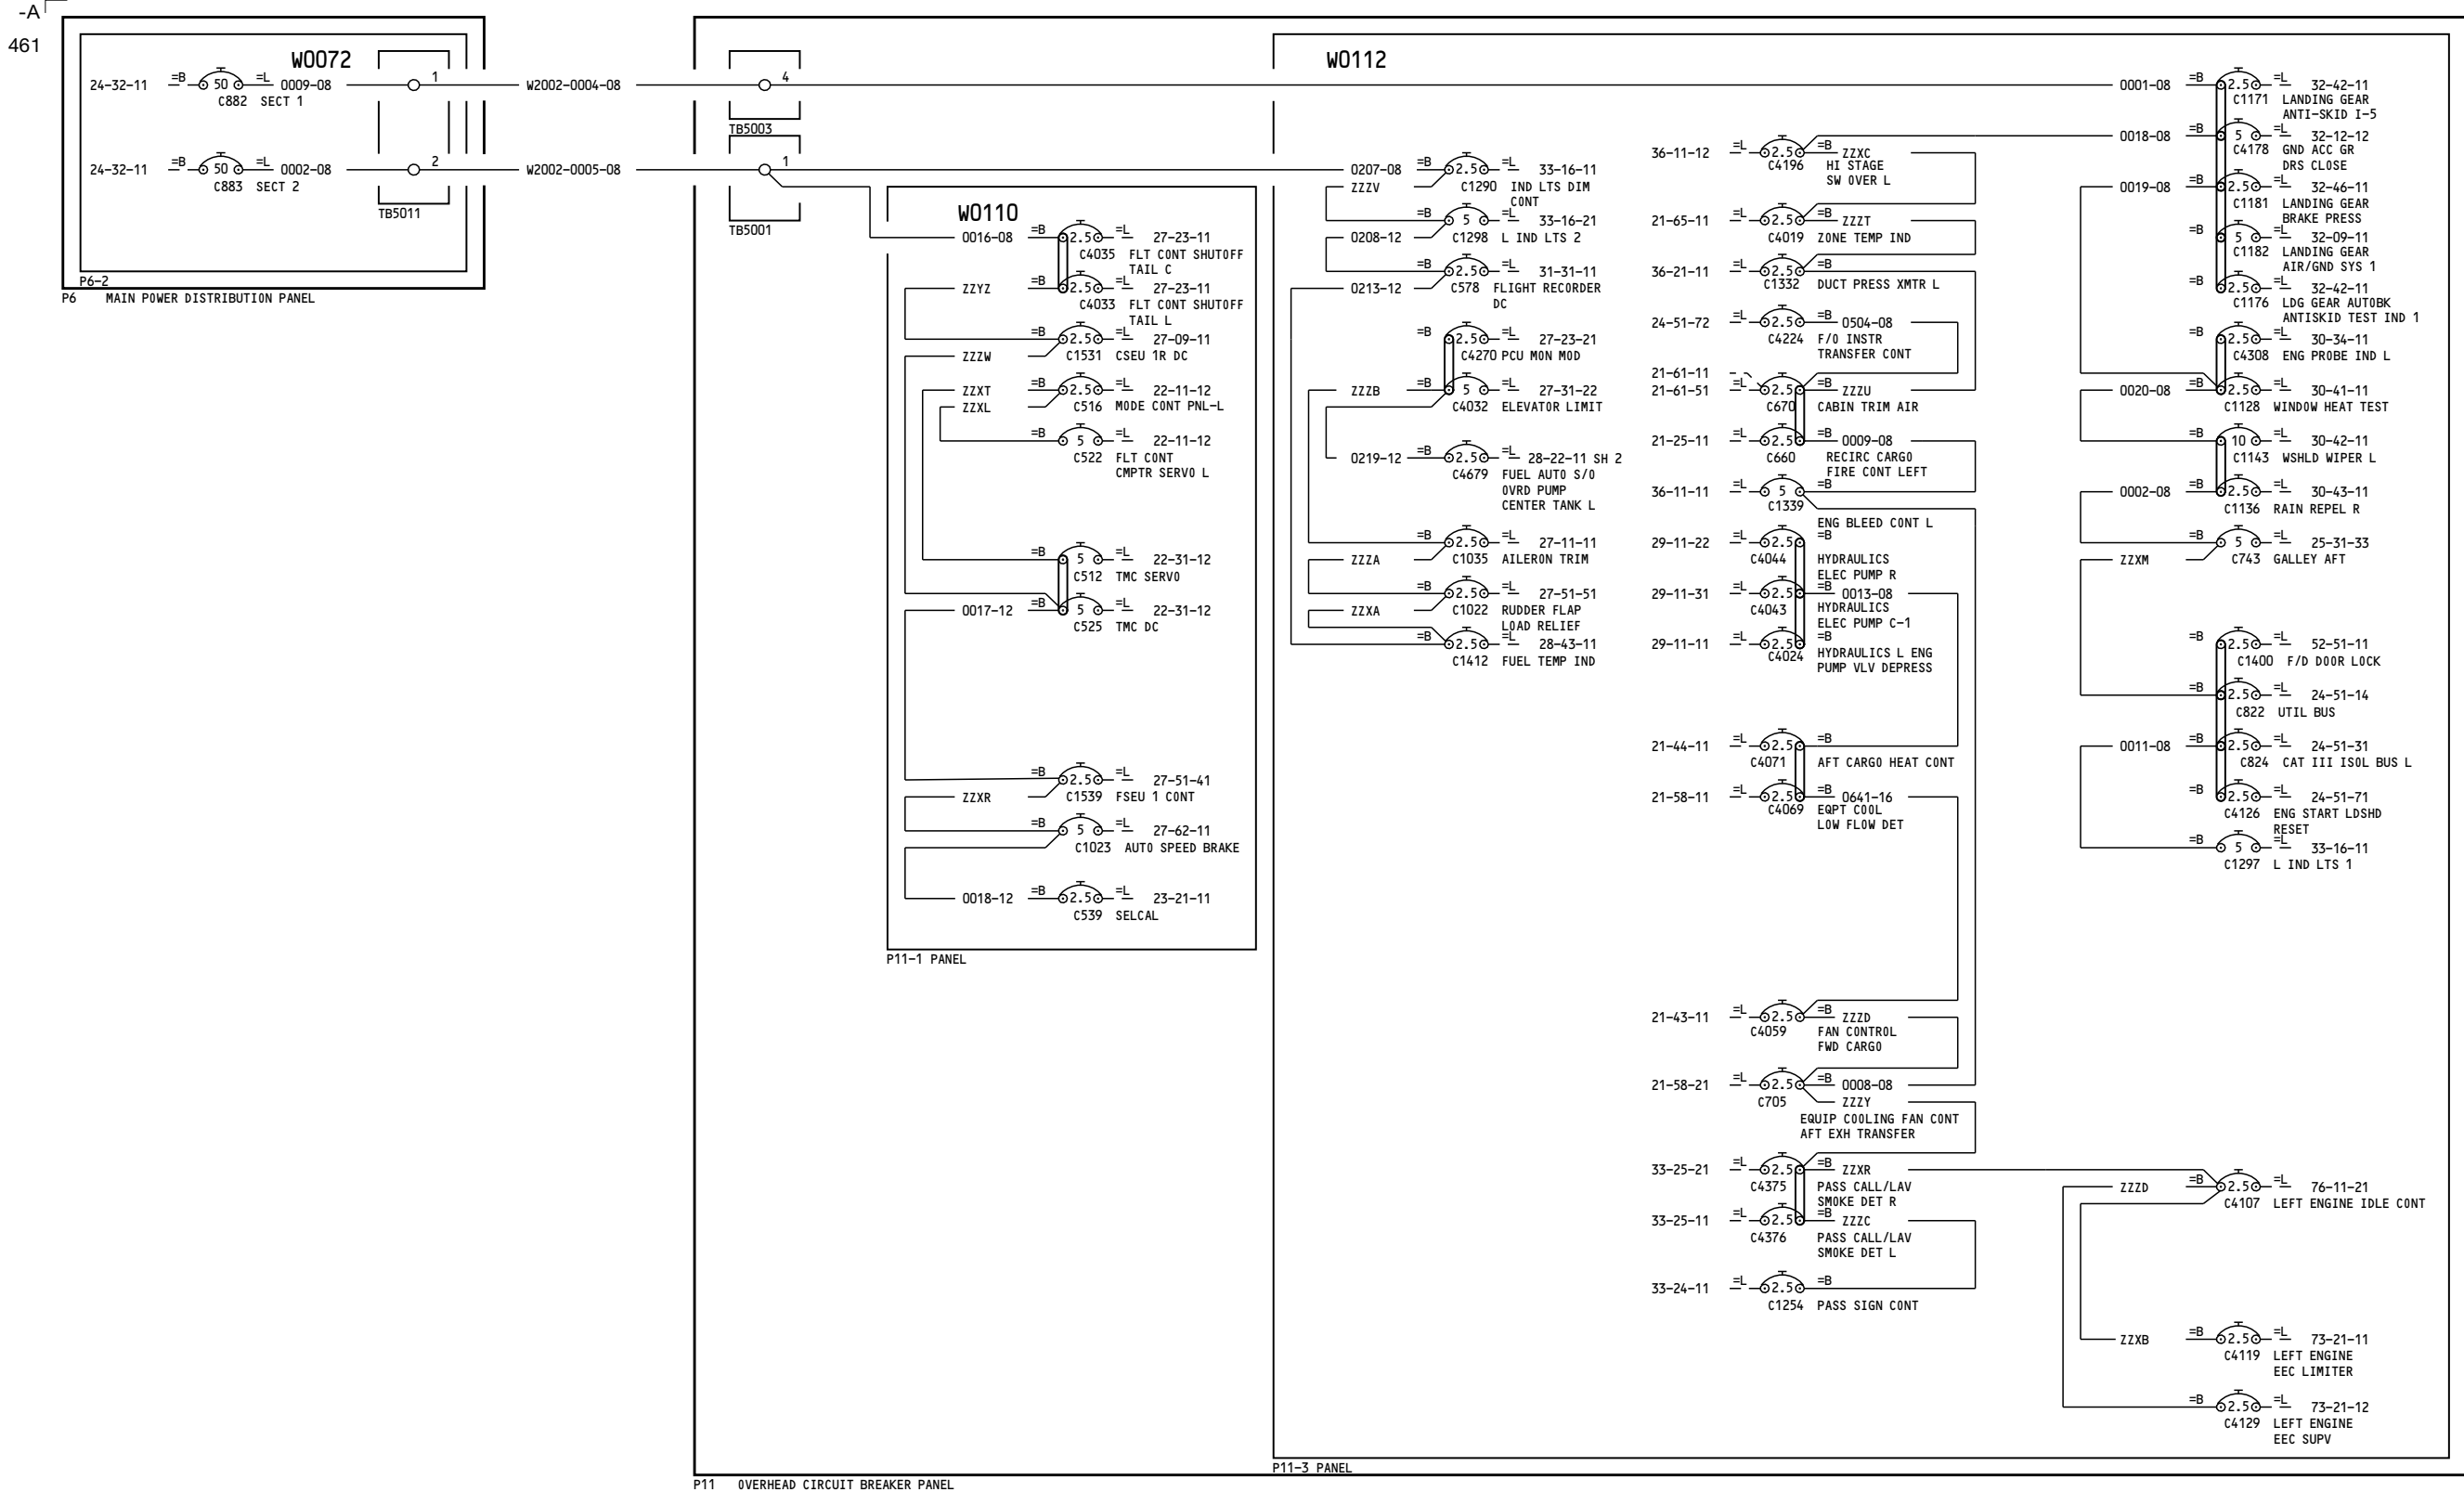 -A
461
W0072
24-32-11 =B 50 =L 0009-08 1 W2002-0004-08
C882 SECT 1
24-32-11 =B 50 =L 0002-08 2 W2002-0005-08
C883 SECT 2
TB5011
P6-2
P6 MAIN POWER DISTRIBUTION PANEL
4
TB5003
1
TB5001
W0110
0016-08 =B 2.5 =L 27-23-11
C4035 FLT CONT SHUTOFF
TAIL C
ZZYZ 2.5 =L 27-23-11
C4033 FLT CONT SHUTOFF
TAIL L
=B 2.5 =L 27-09-11
ZZZW C1531 CSEU 1R DC
ZZXT =B 2.5 =L 22-11-12
ZZXL C516 MODE CONT PNL-L
=B 5 =L 22-11-12
C522 FLT CONT
CMPTR SERVO L
=B 5 =L 22-31-12
C512 TMC SERVO
0017-12 =B 5 =L 22-31-12
C525 TMC DC
=B 2.5 =L 27-51-41
ZZXR C1539 FSEU 1 CONT
=B 5 =L 27-62-11
C1023 AUTO SPEED BRAKE
0018-12 =B 2.5 =L 23-21-11
C539 SELCAL
P11-1 PANEL
W0112
0207-08 =B 2.5 =L 33-16-11
ZZZV C1290 IND LTS DIM
CONT
=B 5 =L 33-16-21
0208-12 C1298 L IND LTS 2
=B 2.5 =L 31-31-11
0213-12 C578 FLIGHT RECORDER
DC
=B 2.5 =L 27-23-21
C4270 PCU MON MOD
ZZZB =B 5 =L 27-31-22
C4032 ELEVATOR LIMIT
0219-12 =B 2.5 =L 28-22-11 SH 2
C4679 FUEL AUTO S/O
OVRD PUMP
CENTER TANK L
=B 2.5 =L 27-11-11
ZZZA C1035 AILERON TRIM
=B 2.5 =L 27-51-51
ZZXA C1022 RUDDER FLAP
LOAD RELIEF
=B 2.5 =L 28-43-11
C1412 FUEL TEMP IND
36-11-12 =L 2.5 =B ZZXC
C4196 HI STAGE
SW OVER L
21-65-11 =L 2.5 =B ZZZT
C4019 ZONE TEMP IND
36-21-11 =L 2.5 =B
C1332 DUCT PRESS XMTR L
24-51-72 =L 2.5 =B 0504-08
C4224 F/O INSTR
TRANSFER CONT
21-61-11
21-61-51 =L 2.5 =B ZZZU
C670 CABIN TRIM AIR
21-25-11 =L 2.5 =B 0009-08
C660 RECIRC CARGO
FIRE CONT LEFT
36-11-11 =L 5 =B
C1339
ENG BLEED CONT L
29-11-22 =L 2.5 =B
C4044 HYDRAULICS
ELEC PUMP R
29-11-31 =L 2.5 =B 0013-08
C4043 HYDRAULICS
ELEC PUMP C-1
29-11-11 =L 2.5 =B
C4024 HYDRAULICS L ENG
PUMP VLV DEPRESS
21-44-11 =L 2.5 =B
C4071 AFT CARGO HEAT CONT
21-58-11 =L 2.5 =B 0641-16
C4069 EQPT COOL
LOW FLOW DET
21-43-11 =L 2.5 =B ZZZD
C4059 FAN CONTROL
FWD CARGO
21-58-21 =L 2.5 =B 0008-08
C705 ZZZY
EQUIP COOLING FAN CONT
AFT EXH TRANSFER
33-25-21 =L 2.5 =B ZZXR
C4375 PASS CALL/LAV
SMOKE DET R
33-25-11 =L 2.5 =B ZZZC
C4376 PASS CALL/LAV
SMOKE DET L
33-24-11 =L 2.5 =B
C1254 PASS SIGN CONT
0001-08 =B 2.5 =L 32-42-11
C1171 LANDING GEAR
ANTI-SKID I-5
0018-08 =B 5 =L 32-12-12
C4178 GND ACC GR
DRS CLOSE
0019-08 =B 2.5 =L 32-46-11
C1181 LANDING GEAR
BRAKE PRESS
=B 5 =L 32-09-11
C1182 LANDING GEAR
AIR/GND SYS 1
=B 2.5 =L 32-42-11
C1176 LDG GEAR AUTOBK
ANTISKID TEST IND 1
=B 2.5 =L 30-34-11
C4308 ENG PROBE IND L
0020-08 =B 2.5 =L 30-41-11
C1128 WINDOW HEAT TEST
=B 10 =L 30-42-11
C1143 WSHLD WIPER L
0002-08 =B 2.5 =L 30-43-11
C1136 RAIN REPEL R
=B 5 =L 25-31-33
ZZXM C743 GALLEY AFT
=B 2.5 =L 52-51-11
C1400 F/D DOOR LOCK
=B 2.5 =L 24-51-14
C822 UTIL BUS
0011-08 =B 2.5 =L 24-51-31
C824 CAT III ISOL BUS L
=B 2.5 =L 24-51-71
C4126 ENG START LDSHD
RESET
=B 5 =L 33-16-11
C1297 L IND LTS 1
ZZZD =B 2.5 =L 76-11-21
C4107 LEFT ENGINE IDLE CONT
ZZXB =B 2.5 =L 73-21-11
C4119 LEFT ENGINE
EEC LIMITER
=B 2.5 =L 73-21-12
C4129 LEFT ENGINE
EEC SUPV
P11-3 PANEL
P11 OVERHEAD CIRCUIT BREAKER PANEL